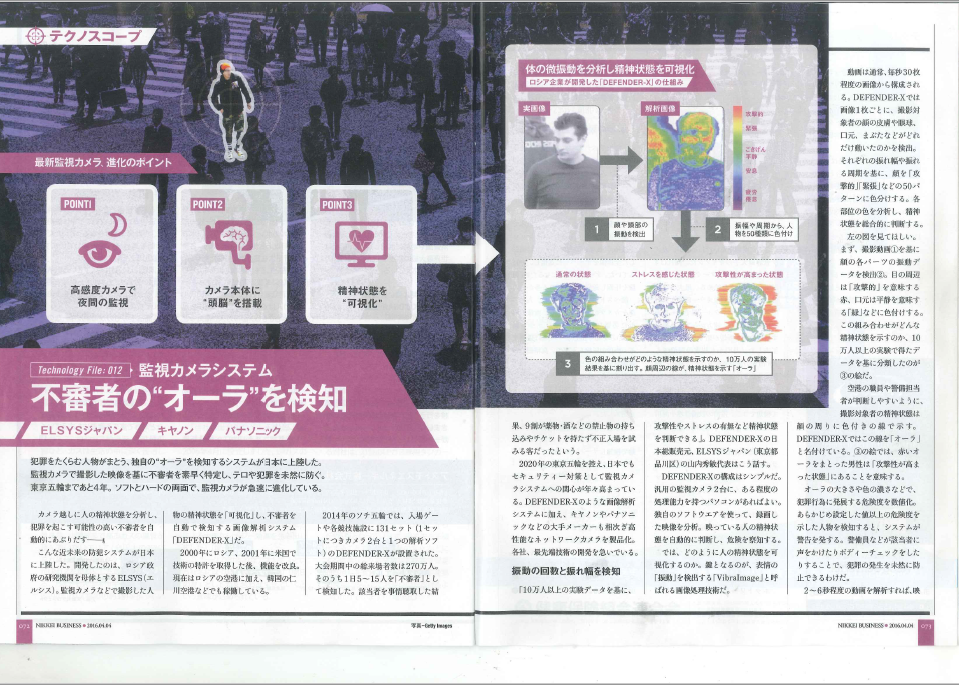 テクノスコープ
最新監視カメラ、進化のポイント
POINT1
高感度カメラで
夜間の監視
POINT2
カメラ本体に
“頭脳”を搭載
POINT3
精神状態を
“可視化”
Technology File: 012
監視カメラシステム
不審者の“オーラ”を検知
ELSYSジャパン
キヤノン
パナソニック
犯罪をたくらむ人物がまとう、独自の“オーラ”を検知するシステムが日本に上陸した。
監視カメラで撮影した映像を基に不審者を素早く特定し、テロや犯罪を未然に防ぐ。
東京五輪まであと4年。ソフトとハードの両面で、監視カメラが急速に進化している。
カメラ越しに人の精神状態を分析し、
犯罪を起こす可能性の高い不審者を自
動的にあぶりだす——。
こんな近未来の防犯システムが日本
に上陸した。開発したのは、ロシア政
府の研究機関を母体とするELSYS(エ
ルシス)。監視カメラなどで撮影した人
物の精神状態を「可視化」し、不審者を
自動で検知する画像解析システム
「DEFENDER-X」だ。
2000年にロシア、2001年に米国で
技術の特許を取得した後、機能を改良。
現在はロシアの空港に加え、韓国の仁
川空港などでも稼働している。
2014年のソチ五輪では、入場ゲー
トや各競技施設に131セット(1セッ
トにつきカメラ2台と1つの解析ソフ
ト)のDEFENDER-Xが設置された。
大会期間中の総来場者数は270万人。
そのうち1日5〜15人を「不審者」とし
て検知した。該当者を事情聴取した結
072
NIKKEI BUSINESS 2016.04.04
写真=Getty Images
体の微振動を分析し精神状態を可視化
ロシア企業が開発した「DEFENDER-X」の仕組み
実画像
解析画像
攻撃的
緊張
ごきげん
平静
安息
疲労
倦怠
1
顔や頭部の
振動を検出
2
振幅や周期から、人
物を50種類に色付け
通常の状態
ストレスを感じた状態
攻撃性が高まった状態
3
色の組み合わせがどのような精神状態を示すのか、10万人の実験
結果を基に割り出す。顔周辺の線が、精神状態を示す「オーラ」
果、9割が薬物・酒などの禁止物の持ち
込みやチケットを持たず不正入場を試
みる客だったという。
2020年の東京五輪を控え、日本でも
セキュリティー対策として監視カメ
ラシステムへの関心が年々高まってい
る。DEFENDER-Xのような画像解析
システムに加え、キヤノンやパナソニ
ックなどの大手メーカーも相次ぎ高
性能なネットワークカメラを製品化。
各社、最先端技術の開発を急いでいる。
振動の回数と振れ幅を検知
「10万人以上の実験データを基に、
攻撃性やストレスの有無など精神状態
を判断できる」。DEFENDER-Xの日
本総販売元、ELSYSジャパン(東京都
品川区)の山内秀敏代表はこう話す。
DEFENDER-Xの構成はシンプルだ。
汎用の監視カメラ2台に、ある程度の
処理能力を持つパソコンがあればよい。
独自のソフトウエアを使って、録画し
た映像を分析。映っている人の精神状
態を自動的に判断し、危険を察知する。
では、どのように人の精神状態を可
視化するのか。鍵となるのが、表情の
「振動」を検出する「VibraImage」と呼
ばれる画像処理技術だ。
動画は通常、毎秒30枚
程度の画像から構成され
る。DEFENDER-Xでは
画像1枚ごとに、撮影対
象者の顔の皮膚や眼球、
口元、まぶたなどがどれ
だけ動いたのかを検出。
それぞれの振れ幅や振れ
る周期を基に、顔を「攻
撃的」「緊張」などの50パ
ターンに色分けする。各
部位の色を分析し、精神
状態を総合的に判断する。
左の図を見てほしい。
まず、撮影動画①を基に
顔の各パーツの振動デー
タを検出②。目の周辺
は「攻撃的」を意味する
赤、口元は平静を意味す
る「緑」などに色付けする。
この組み合わせがどんな
精神状態を示すのか、10
万人以上の実験で得たデ
ータを基に分類したのが
③の絵だ。
空港の職員や警備担当
者が判断しやすいように、
撮影対象者の精神状態は
顔の周りに色付きの線で示す。
DEFENDER-Xではこの線を「オーラ」
と名付けている。③の絵では、赤いオ
ーラをまとった男性は「攻撃性が高ま
った状態」にあることを意味する。
オーラの大きさや色の濃さなどで、
犯罪行為に発展する危険度を数値化。
あらかじめ設定した値以上の危険度を
示した人物を検知すると、システムが
警告を発する。警備員などが該当者に
声をかけたりボディーチェックをした
りすることで、犯罪の発生を未然に防
止できるわけだ。
2〜6秒程度の動画を解析すれば、映
NIKKEI BUSINESS 2016.04.04
073